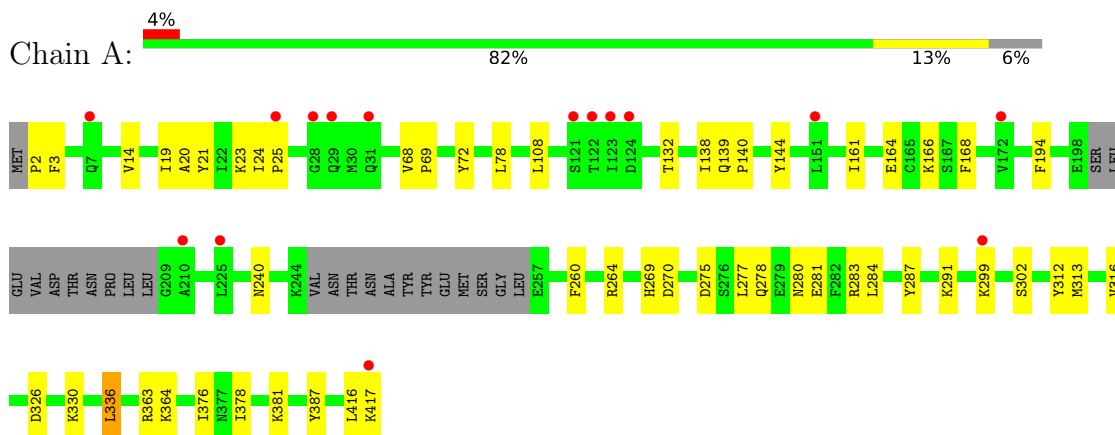 4%
Chain A:
82% 13% 6%
MET P2 F3 Q7 V14 I19 A20 Y21 I22 K23 I24 P25 G28 Q29 M30 Q31 V68 P69 Y72 L78 L108 S121 T122 I123 D124 T132 I138 Q139 P140 Y144 L151 I161 E164 C165 K166 S167 F168 V172 F194 E198 SER LEU
GLU VAL ASP THR ASN PRO LEU LEU G209 A210 L225 N240 K244 VAL ASN THR ASN ALA TYR TYR GLU MET SER GLY LEU E257 F260 R264 H269 D270 D275 S276 L277 Q278 E279 N280 E281 F282 R283 L284 Y287 K291 K299 S302 Y312 M313
D326 K330 L336 R363 K364 I376 N377 I378 K381 Y387 L416 K417